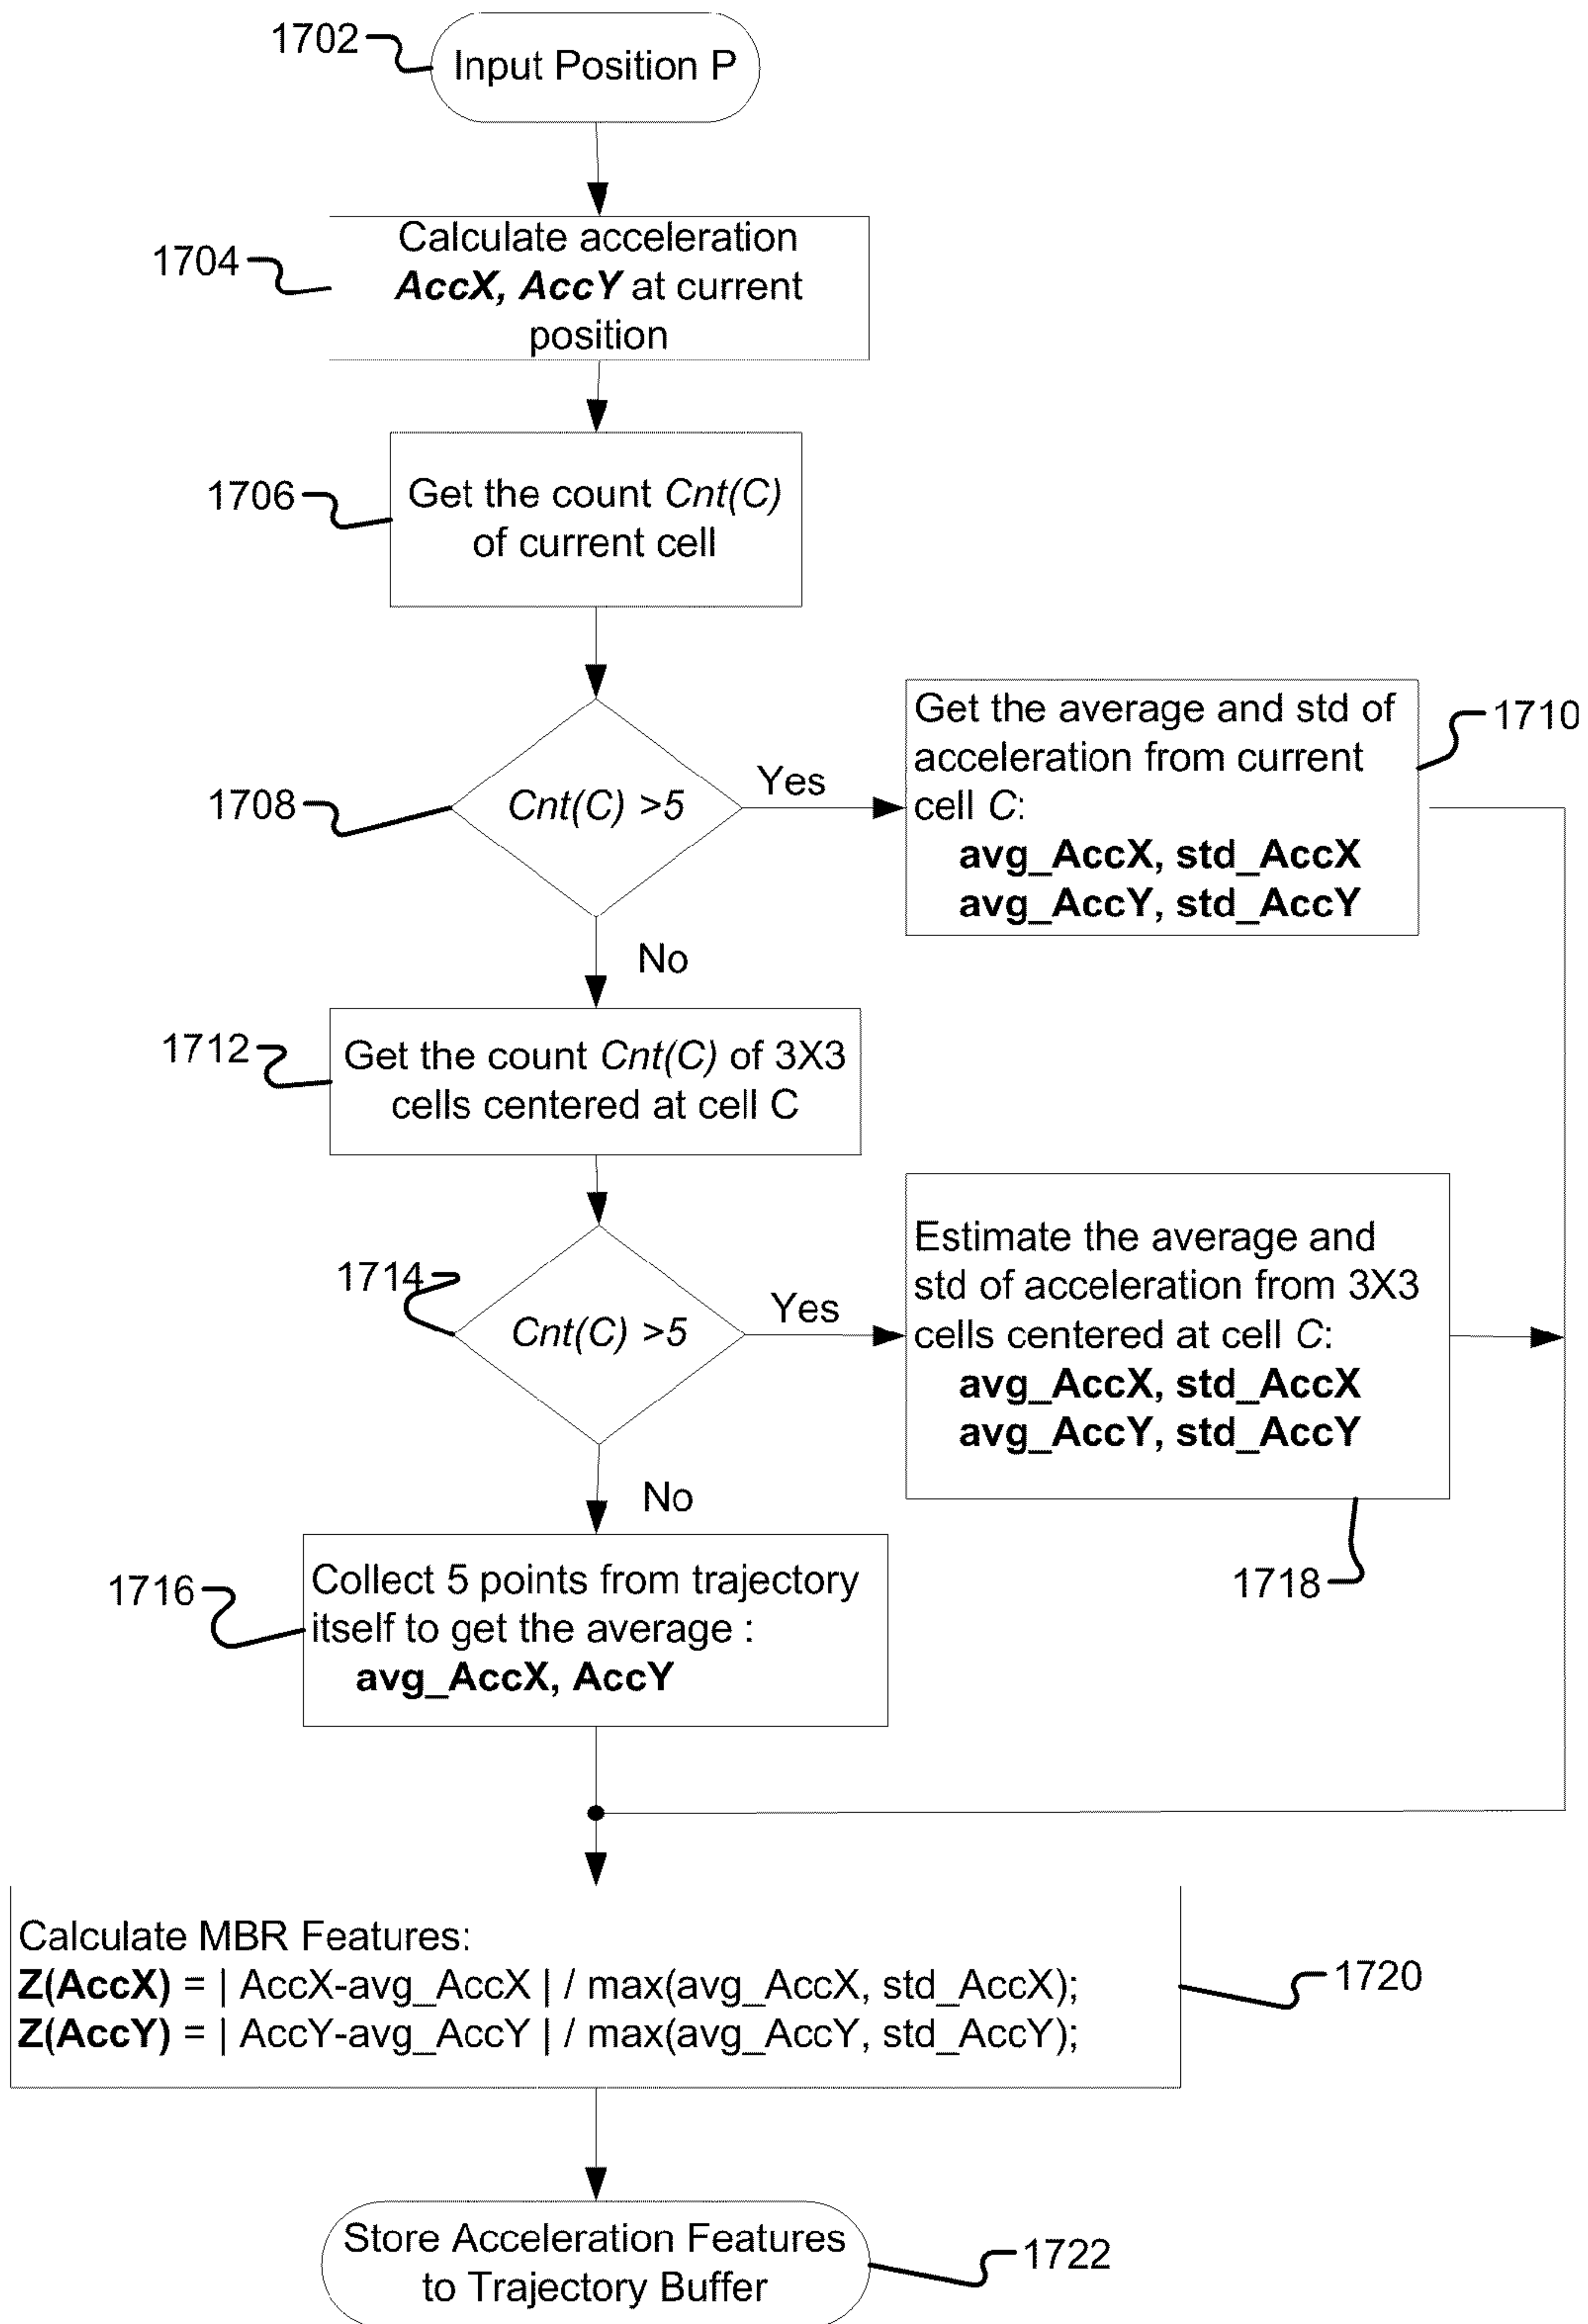 1702
Input Position P
1704
Calculate acceleration
AccX, AccY at current
position
1706
Get the count Cnt(C)
of current cell
1708
Cnt(C) >5
Yes
Get the average and std of
acceleration from current
cell C:
avg_AccX, std_AccX
avg_AccY, std_AccY
1710
No
1712
Get the count Cnt(C) of 3X3
cells centered at cell C
1714
Cnt(C) >5
Yes
Estimate the average and
std of acceleration from 3X3
cells centered at cell C:
avg_AccX, std_AccX
avg_AccY, std_AccY
1718
No
1716
Collect 5 points from trajectory
itself to get the average :
avg_AccX, AccY
Calculate MBR Features:
Z(AccX) = | AccX-avg_AccX | / max(avg_AccX, std_AccX);
Z(AccY) = | AccY-avg_AccY | / max(avg_AccY, std_AccY);
1720
Store Acceleration Features
to Trajectory Buffer
1722